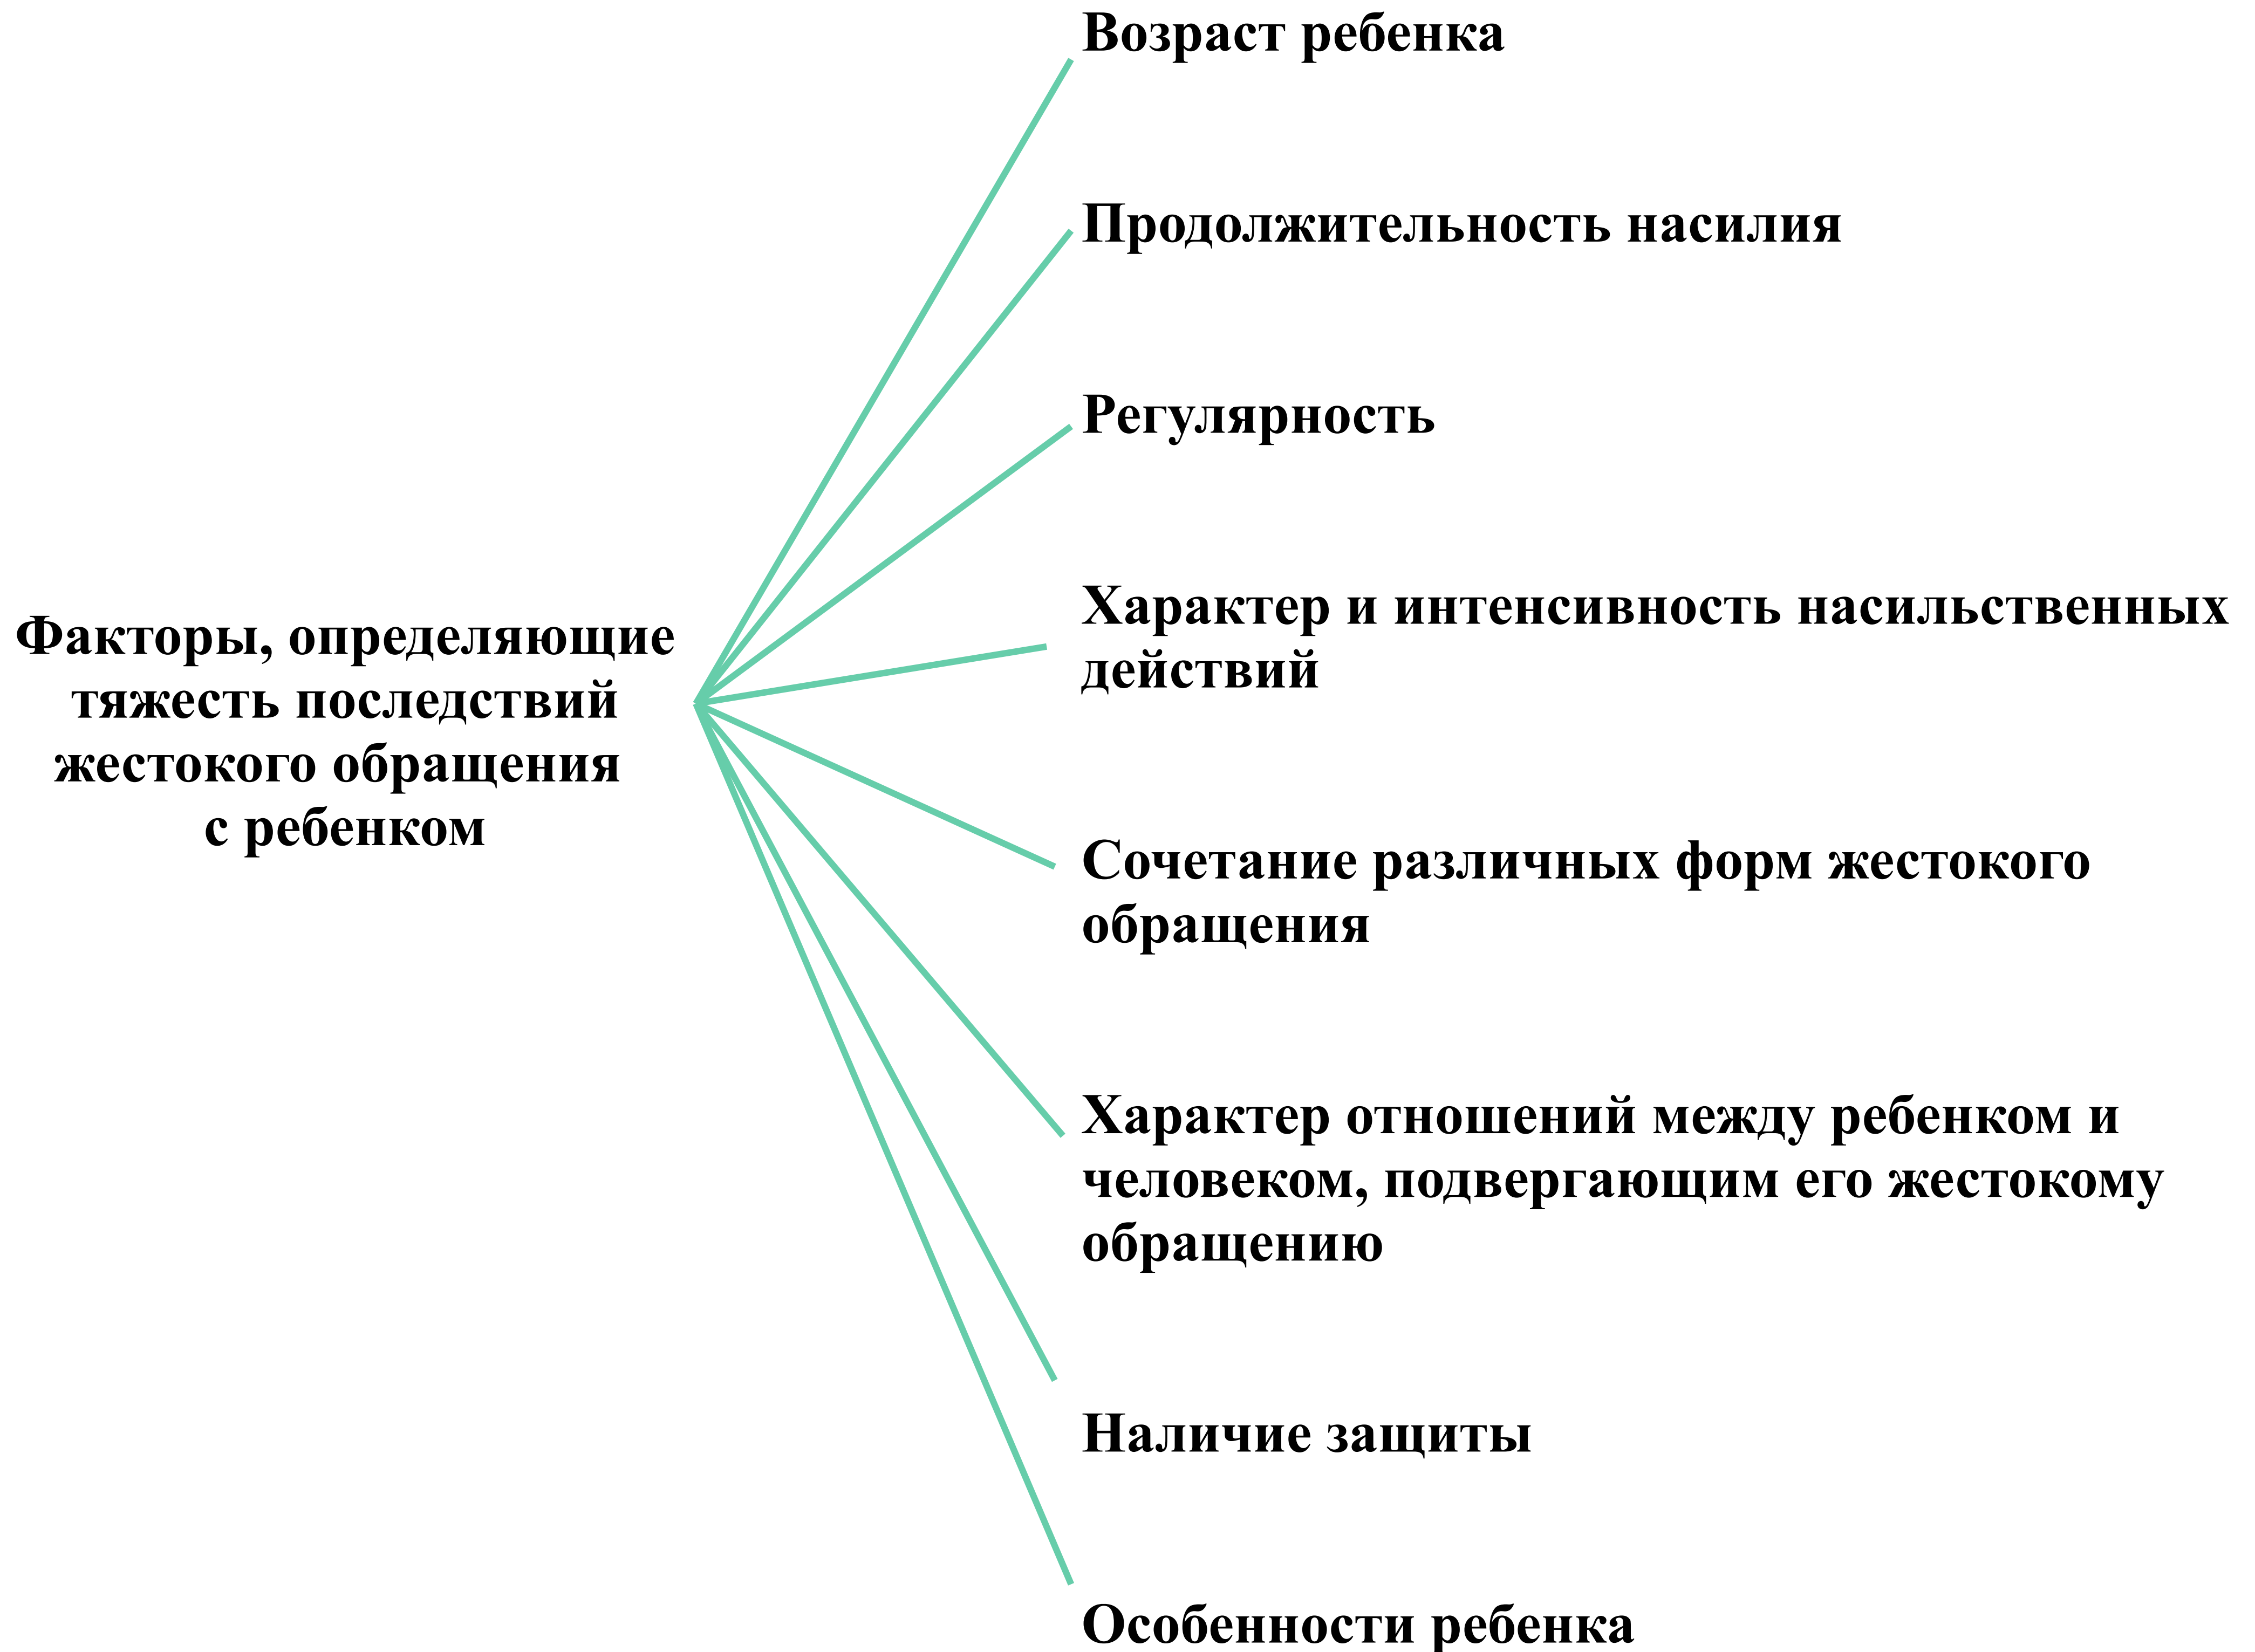 Факторы, определяющие
тяжесть последствий
жестокого обращения
с ребенком
Возраст ребенка
Продолжительность насилия
Регулярность
Характер и интенсивность насильственных
действий
Сочетание различных форм жестокого
обращения
Характер отношений между ребенком и
человеком, подвергающим его жестокому
обращению
Наличие защиты
Особенности ребенка